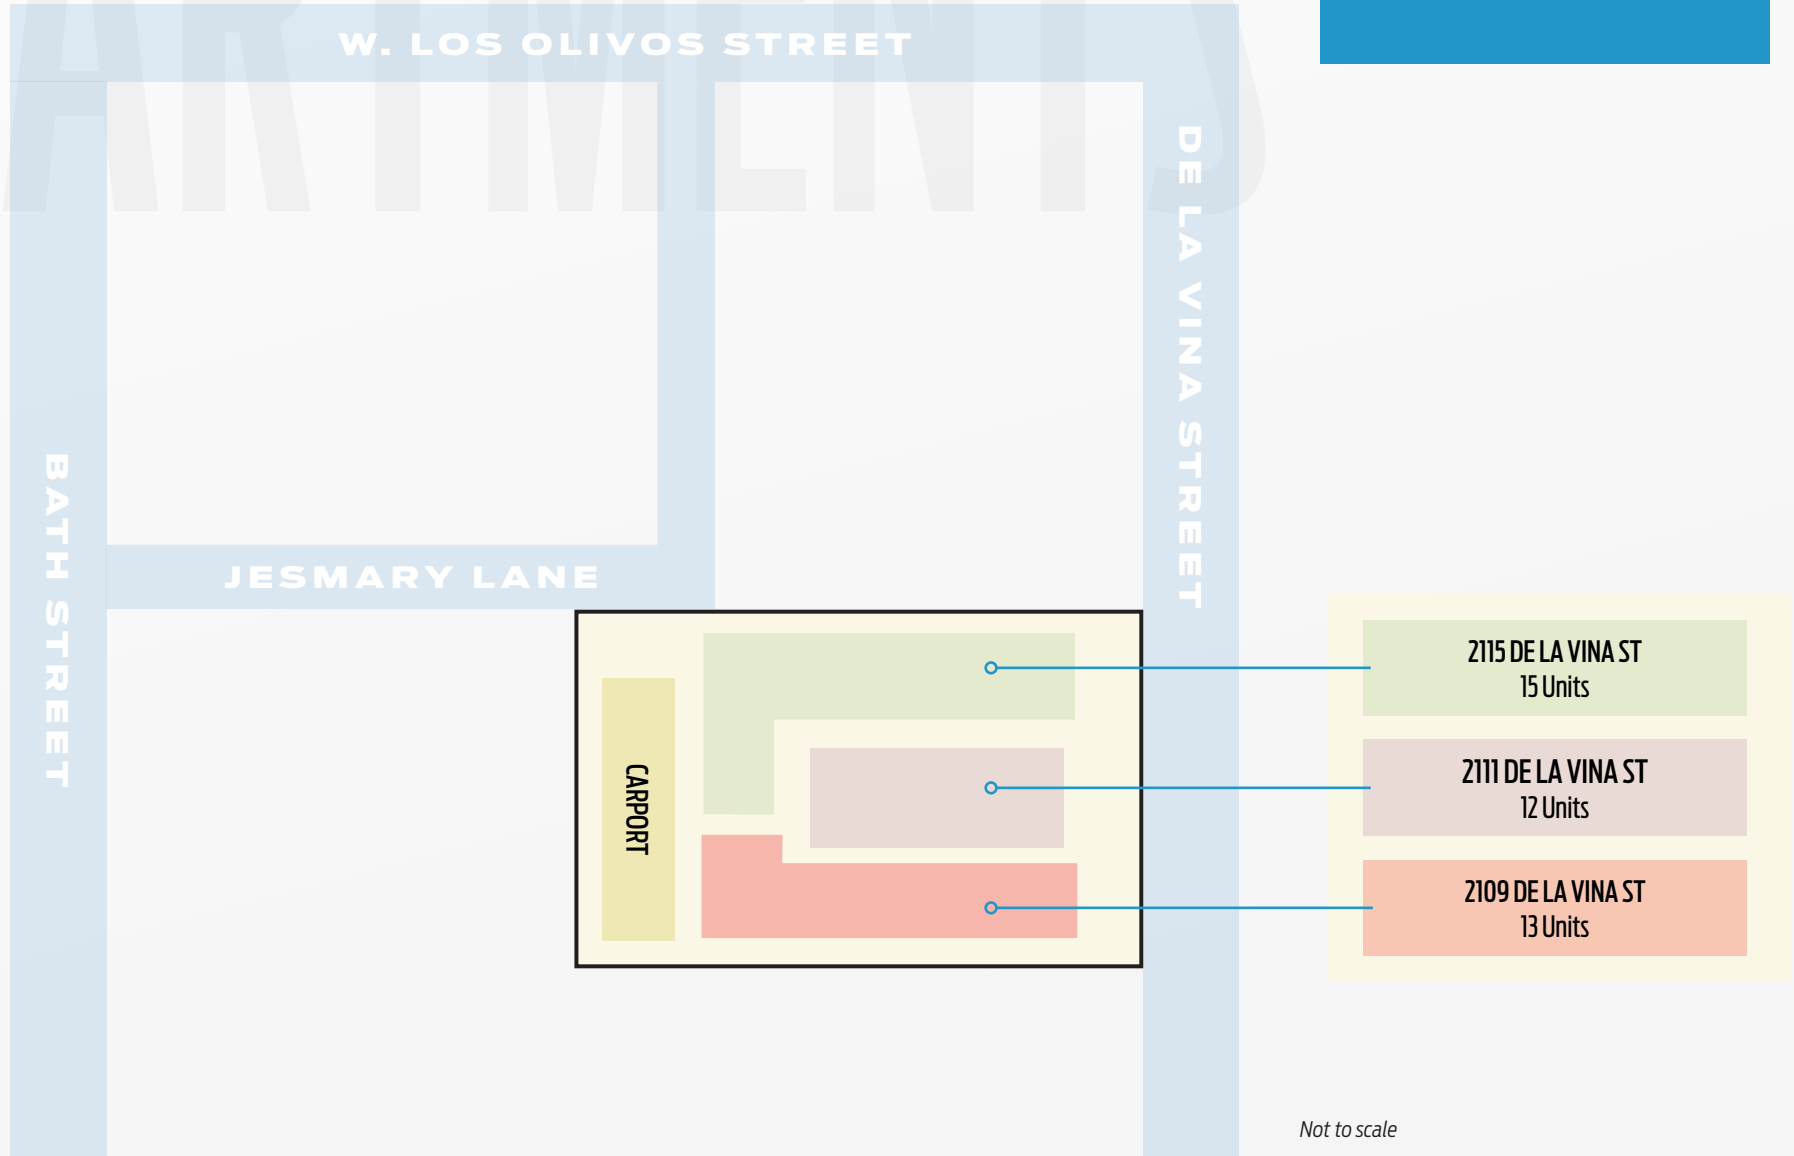 ARTMENTS
W. LOS OLIVOS STREET
DE LA VINA STREET
BATH STREET
JESMARY LANE
CARPORT
2115 DE LA VINA ST
15 Units
2111 DE LA VINA ST
12 Units
2109 DE LA VINA ST
13 Units
Not to scale